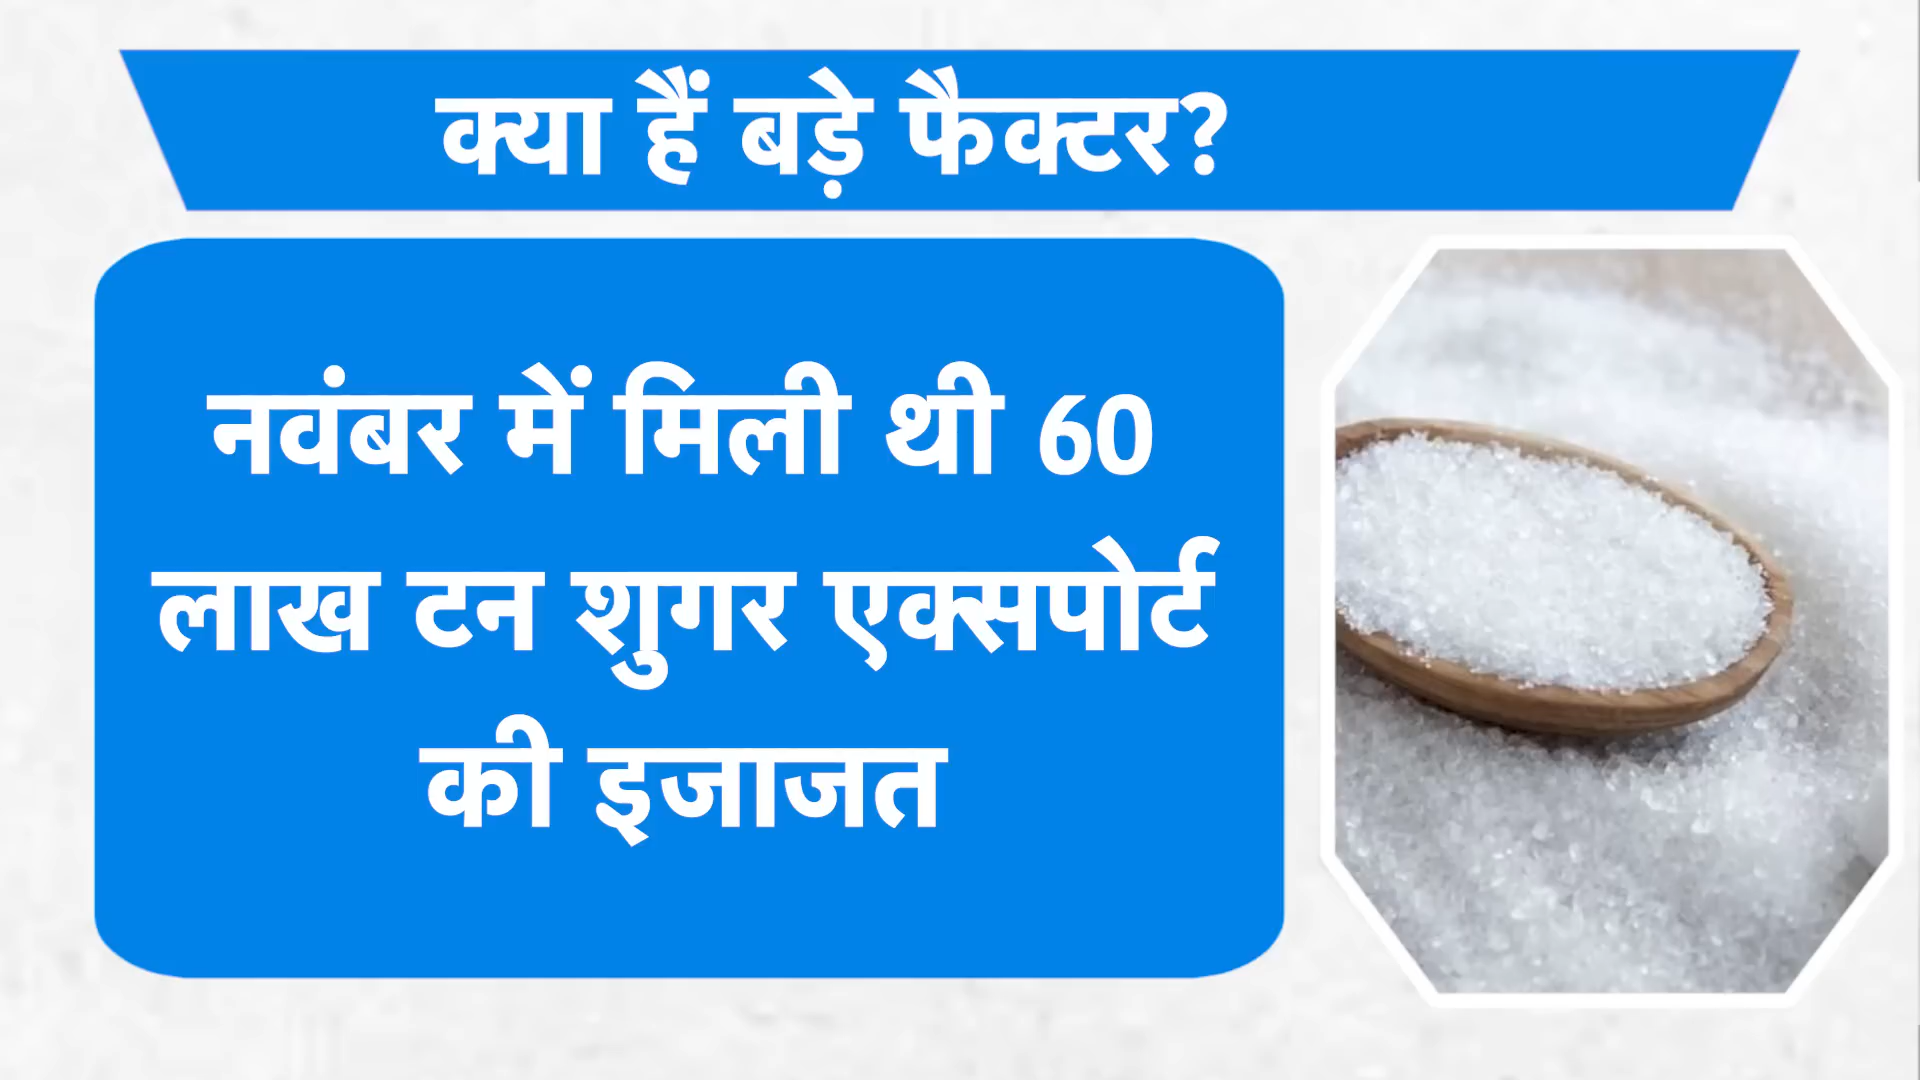 क्या हैं बड़े फैक्टर?
नवंबर में मिली थी 60
लाख टन शुगर एक्सपोर्ट
की इजाजत